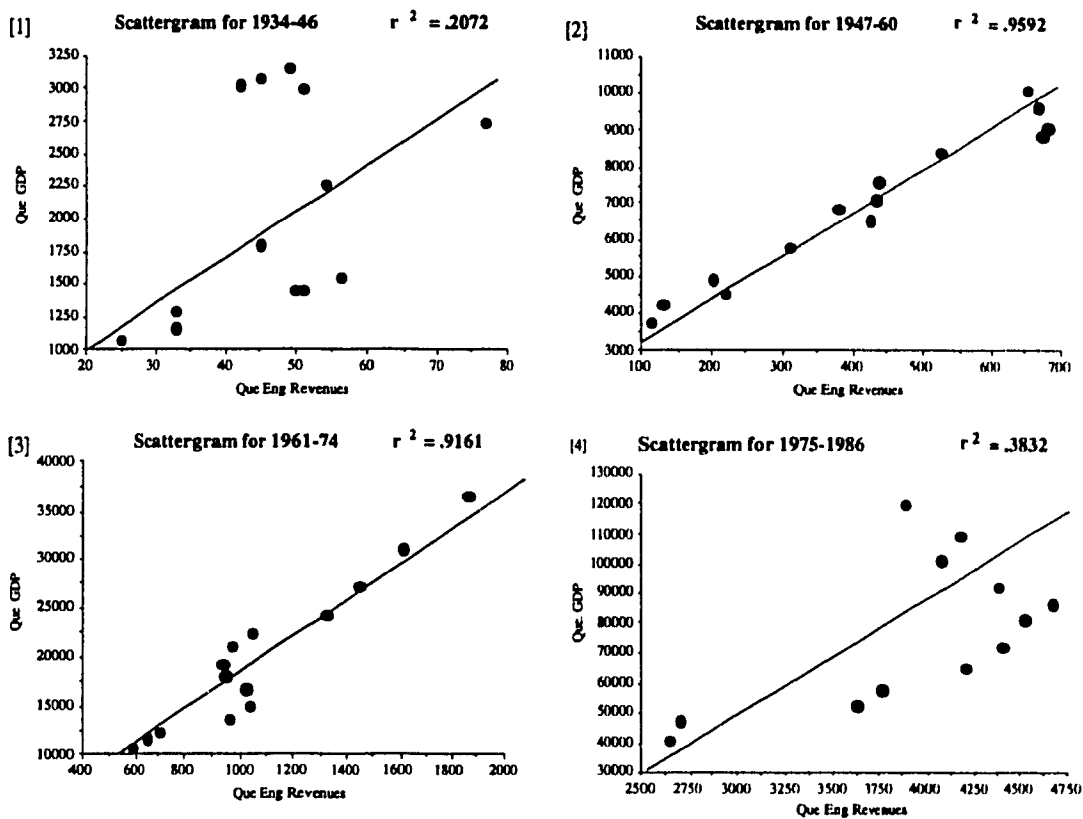 [1] Scattergram for 1934-46 r 2 = .2072
3250
3000
2750
2500
2250
2000
1750
1500
1250
1000
Que GDP
20 30 40 50 60 70 80
Que Eng Revenues
[2] Scattergram for 1947-60 r 2 = .9592
10000
9000
8000
7000
6000
5000
4000
3000
Que GDP
100 200 300 400 500 600 700
Que Eng Revenues
[3] Scattergram for 1961-74 r 2 = .9161
40000
35000
30000
25000
20000
15000
10000
Que GDP
400 600 800 1000 1200 1400 1600 1800 2000
Que Eng Revenues
[4] Scattergram for 1975-1986 r 2 = .3832
130000
120000
110000
100000
90000
80000
70000
60000
50000
40000
30000
Que. GDP
2500 2750 3000 3250 3500 3750 4000 4250 4500 4750
Que Eng Revenues